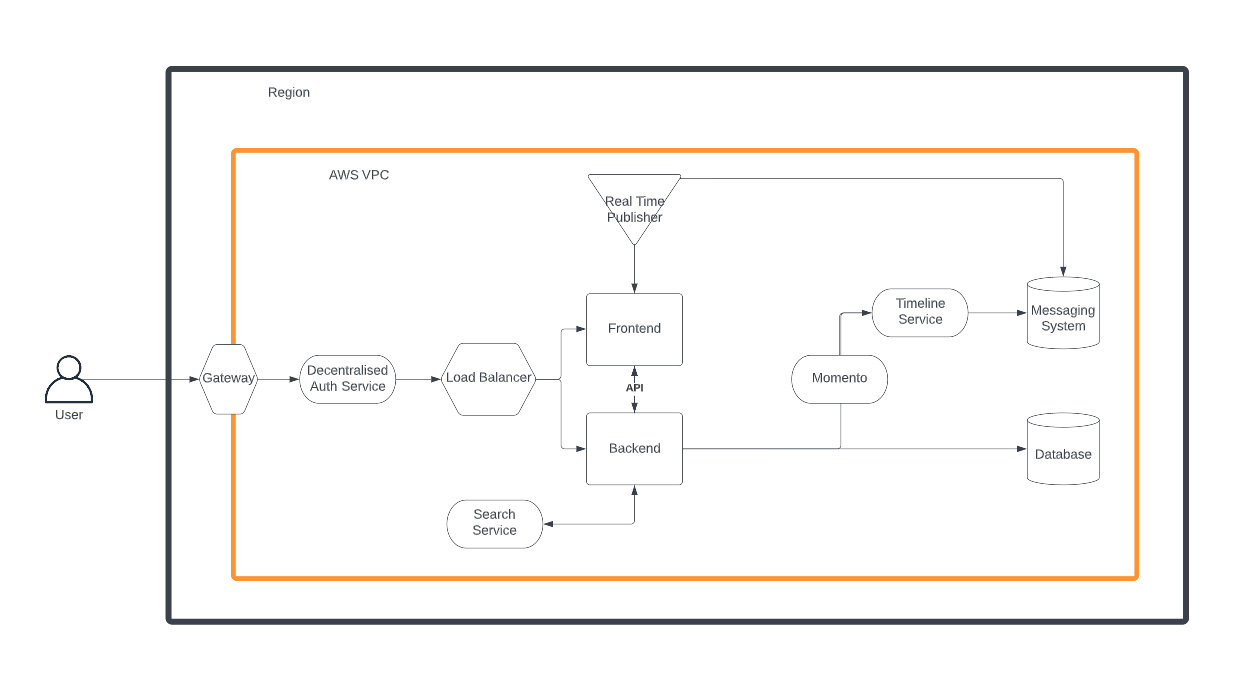 Region
AWS VPC
Real Time
Publisher
Timeline
Service
Messaging
System
Frontend
Gateway
Decentralised
Auth Service
Load Balancer
API
Momento
User
Backend
Database
Search
Service